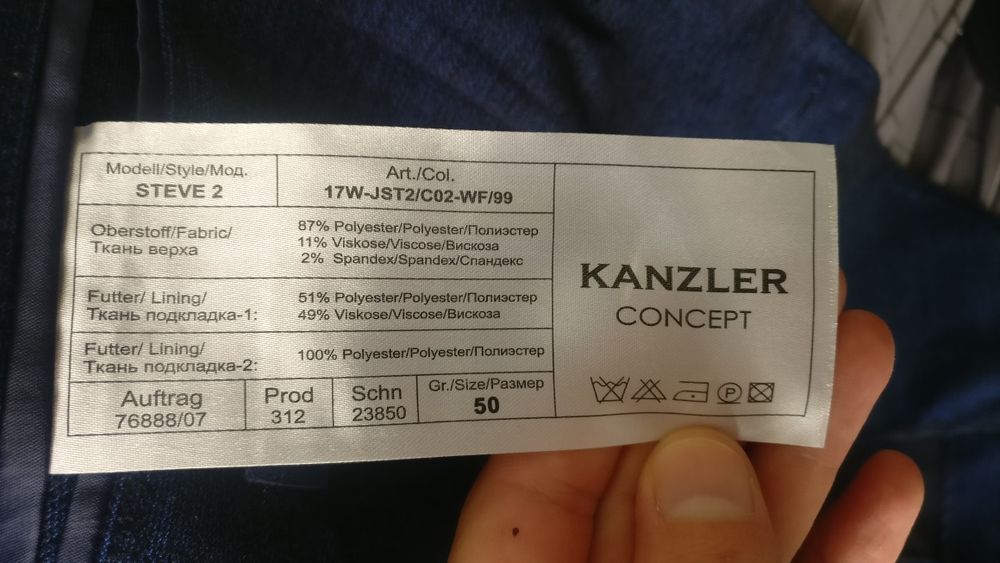 Modell/Style/Мод.
STEVE 2
Art./Col.
17W-JST2/C02-WF/99
Oberstoff/Fabric/
Ткань верха
87% Polyester/Polyester/Полиэстер
11% Viskose/Viscose/Вискоза
2% Spandex/Spandex/Спандекс
Futter/ Lining/
Ткань подкладка-1:
51% Polyester/Polyester/Полиэстер
49% Viskose/Viscose/Вискоза
Futter/ Lining/
Ткань подкладка-2:
100% Polyester/Polyester/Полиэстер
Auftrag
76888/07
Prod
312
Schn
23850
Gr./Size/Размер
50
KANZLER
CONCEPT
P